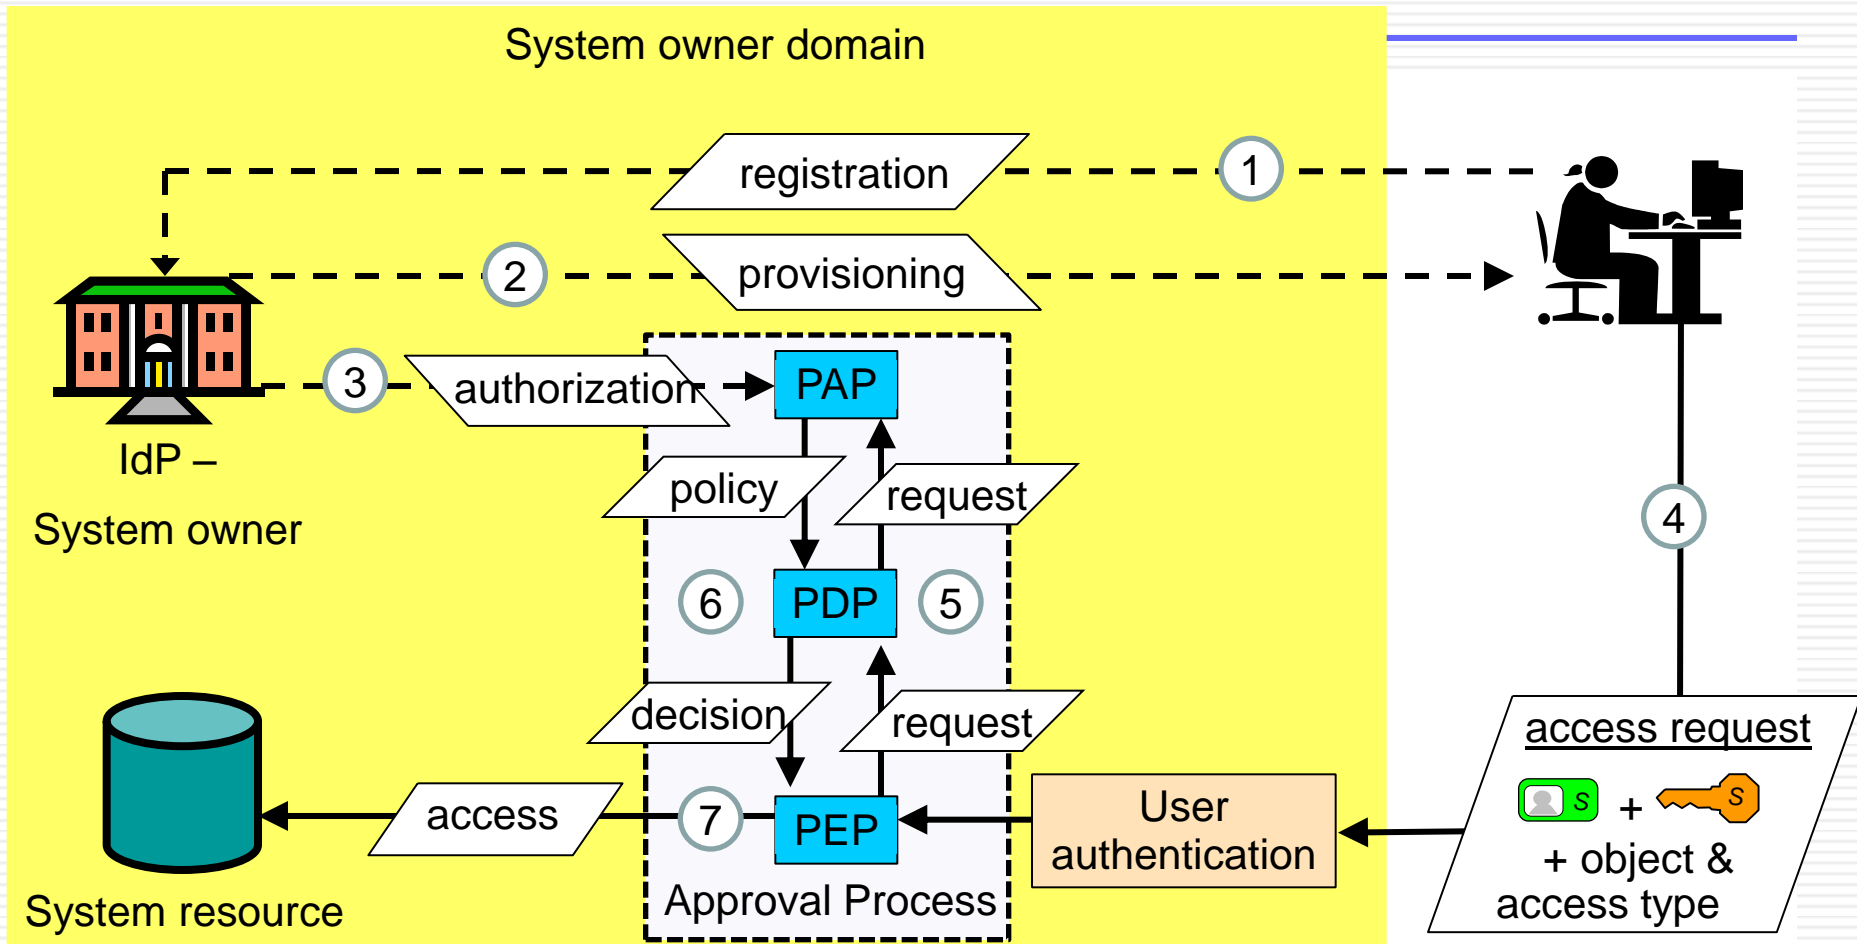 System owner domain
registration
1
2
provisioning
3
authorization
PAP
IdP –
System owner
policy
request
4
6
PDP
5
decision
request
access request
S
+
S
+ object &
access type
access
7
PEP
User
authentication
Approval Process
System resource